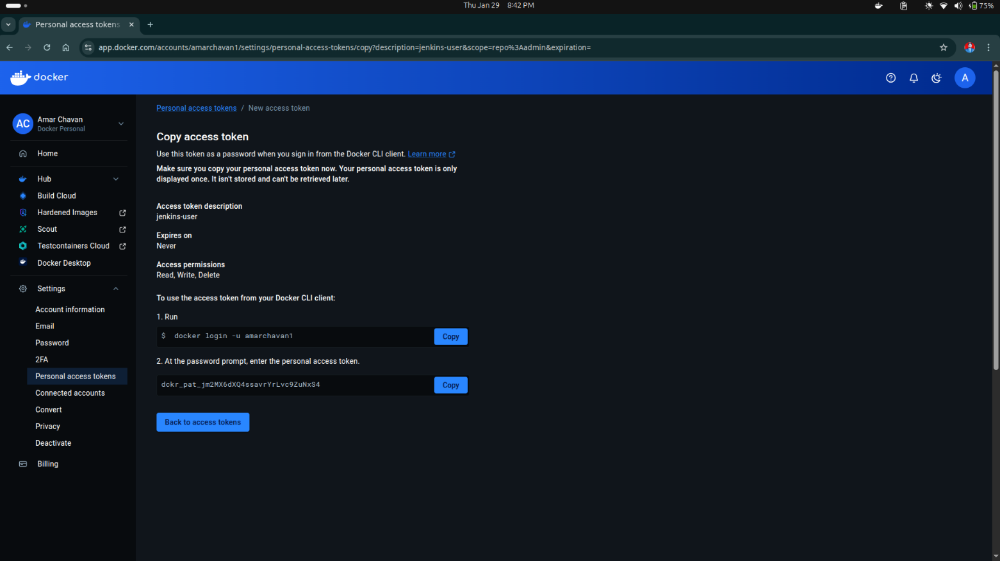 Thu Jan 29 8:42 PM
75%
Personal access tokens
app.docker.com/accounts/amarchavan1/settings/personal-access-tokens/copy?description=jenkins-user&scope=repo%3Aadmin&expiration=
docker
A
AC
Amar Chavan
Docker Personal
Home
Hub
Build Cloud
Hardened Images
Scout
Testcontainers Cloud
Docker Desktop
Settings
Account information
Email
Password
2FA
Personal access tokens
Connected accounts
Convert
Privacy
Deactivate
Billing
Personal access tokens / New access token
Copy access token
Use this token as a password when you sign in from the Docker CLI client. Learn more
Make sure you copy your personal access token now. Your personal access token is only
displayed once. It isn't stored and can't be retrieved later.
Access token description
jenkins-user
Expires on
Never
Access permissions
Read, Write, Delete
To use the access token from your Docker CLI client:
1. Run
$ docker login -u amarchavan1
Copy
2. At the password prompt, enter the personal access token.
dckr_pat_jm2MX6dXQ4ssavrYrLvc9ZuNxS4
Copy
Back to access tokens